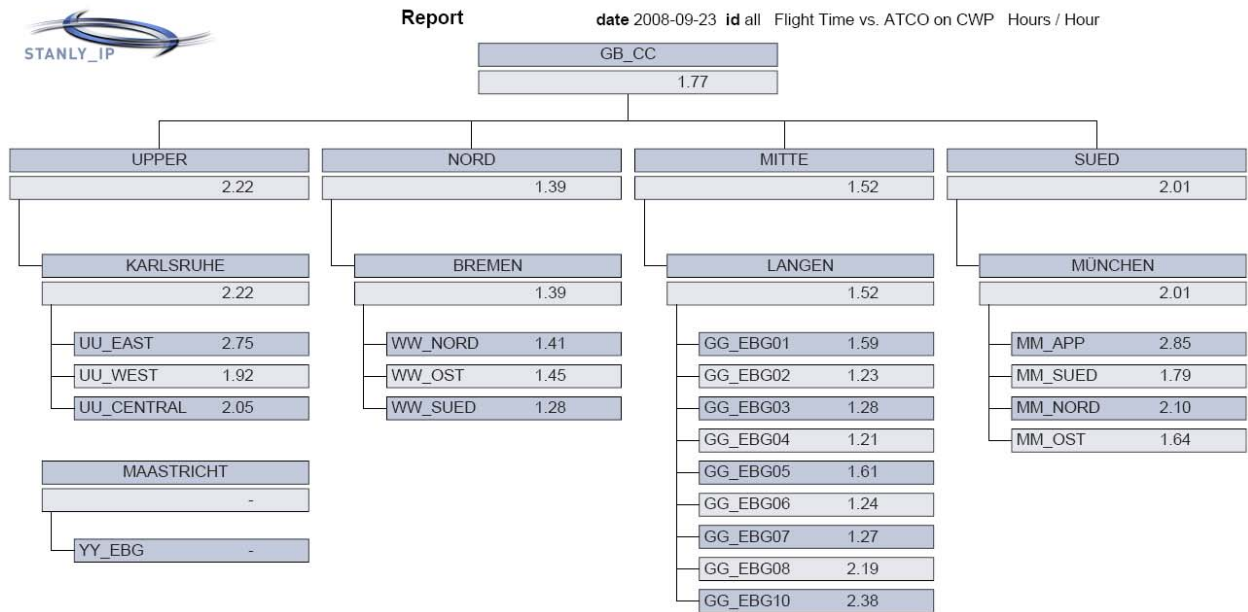 STANLY_IP
Report date 2008-09-23 id all Flight Time vs. ATCO on CWP Hours / Hour
GB_CC
1.77
UPPER
2.22
KARLSRUHE
2.22
UU_EAST 2.75
UU_WEST 1.92
UU_CENTRAL 2.05
MAASTRICHT
-
YY_EBG -
NORD
1.39
BREMEN
1.39
WW_NORD 1.41
WW_OST 1.45
WW_SUED 1.28
MITTE
1.52
LANGEN
1.52
GG_EBG01 1.59
GG_EBG02 1.23
GG_EBG03 1.28
GG_EBG04 1.21
GG_EBG05 1.61
GG_EBG06 1.24
GG_EBG07 1.27
GG_EBG08 2.19
GG_EBG10 2.38
SUED
2.01
MÜNCHEN
2.01
MM_APP 2.85
MM_SUED 1.79
MM_NORD 2.10
MM_OST 1.64